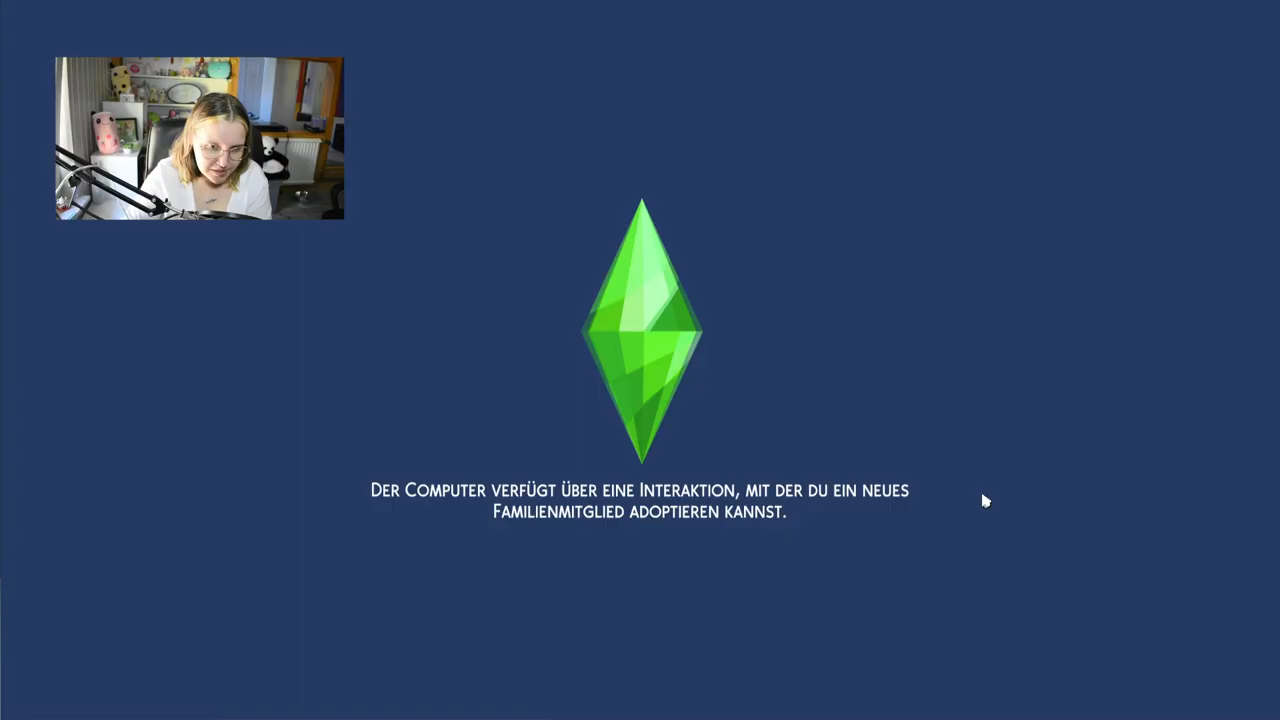 Der Computer verfügt über eine Interaktion, mit der du ein neues
Familienmitglied adoptieren kannst.